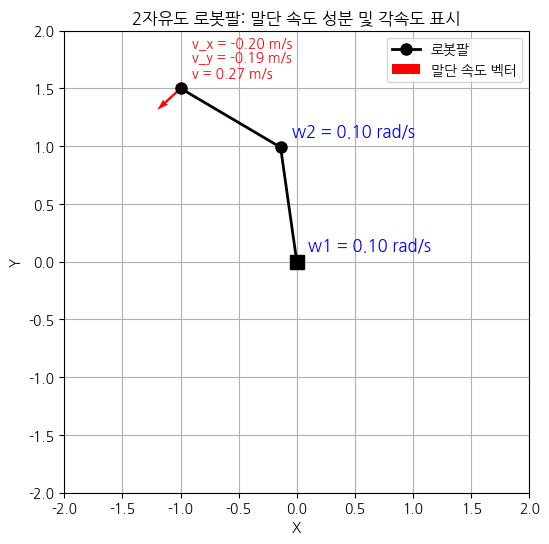 2자유도 로봇팔: 말단 속도 성분 및 각속도 표시
2.0
1.5
1.0
0.5
0.0
-0.5
-1.0
-1.5
-2.0
Y
v_x = -0.20 m/s
v_y = -0.19 m/s
v = 0.27 m/s
로봇팔
말단 속도 벡터
w2 = 0.10 rad/s
w1 = 0.10 rad/s
-2.0 -1.5 -1.0 -0.5 0.0 0.5 1.0 1.5 2.0
X